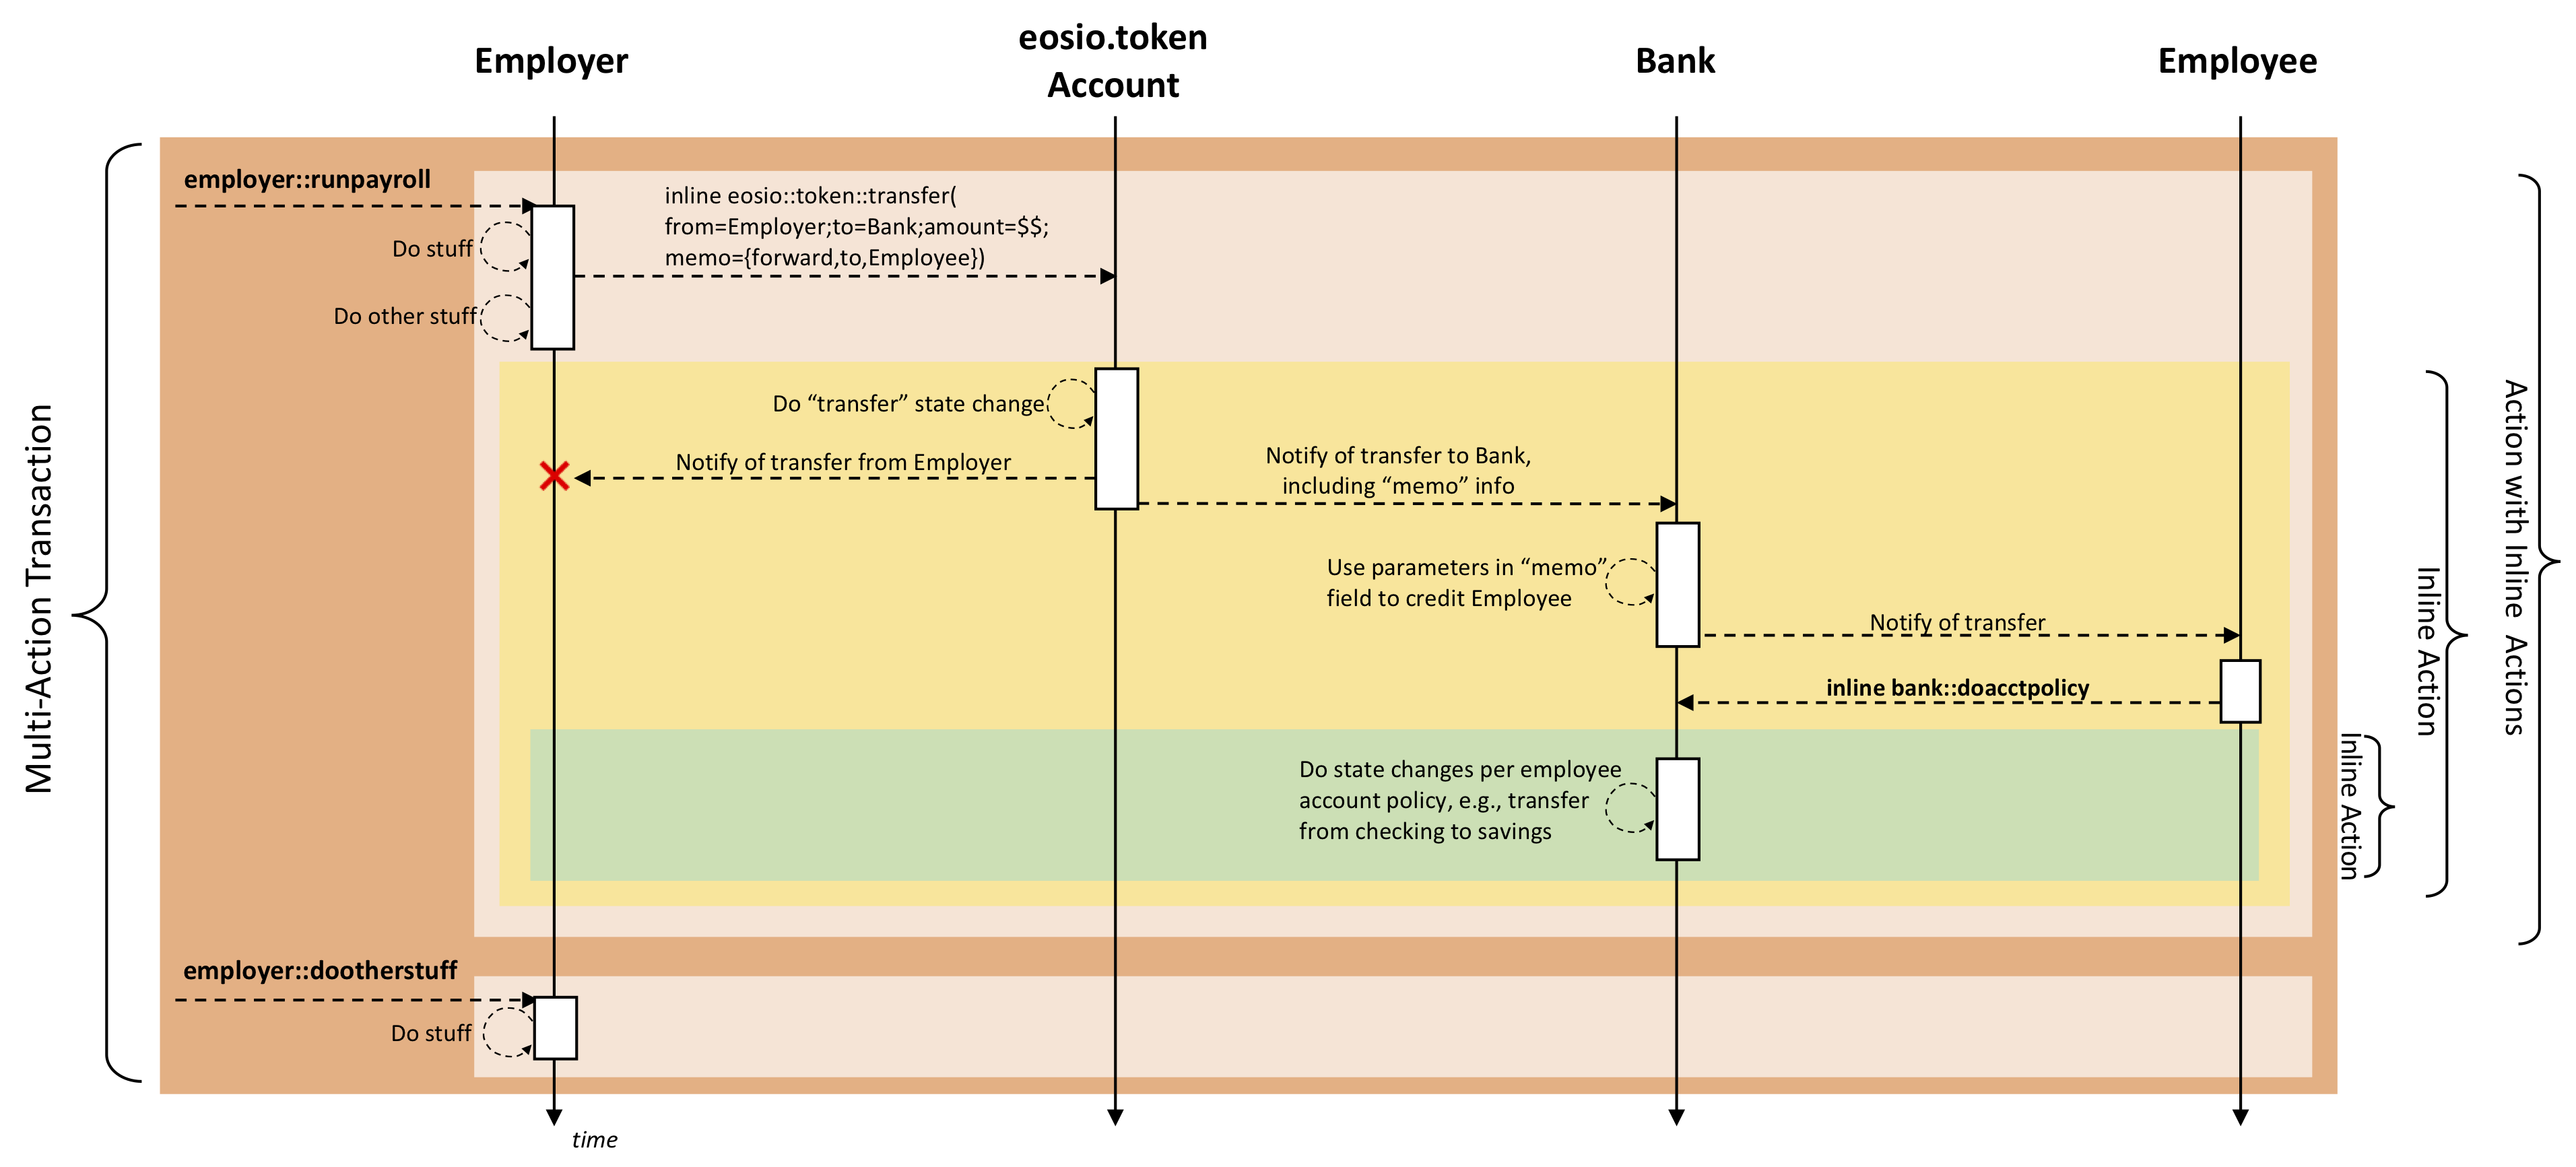 Employer
eosio.token
Account
Bank
Employee
employer::runpayroll
inline eosio::token::transfer(
from=Employer;to=Bank;amount=$$;
memo={forward,to,Employee})
Do stuff
Do other stuff
Do “transfer” state change
Notify of transfer from Employer
Notify of transfer to Bank,
including “memo” info
Use parameters in “memo”
field to credit Employee
Notify of transfer
inline bank::doacctpolicy
Do state changes per employee
account policy, e.g., transfer
from checking to savings
employer::dootherstuff
Do stuff
time
Multi-Action Transaction
Inline Action
Inline Action
Action with Inline  Actions